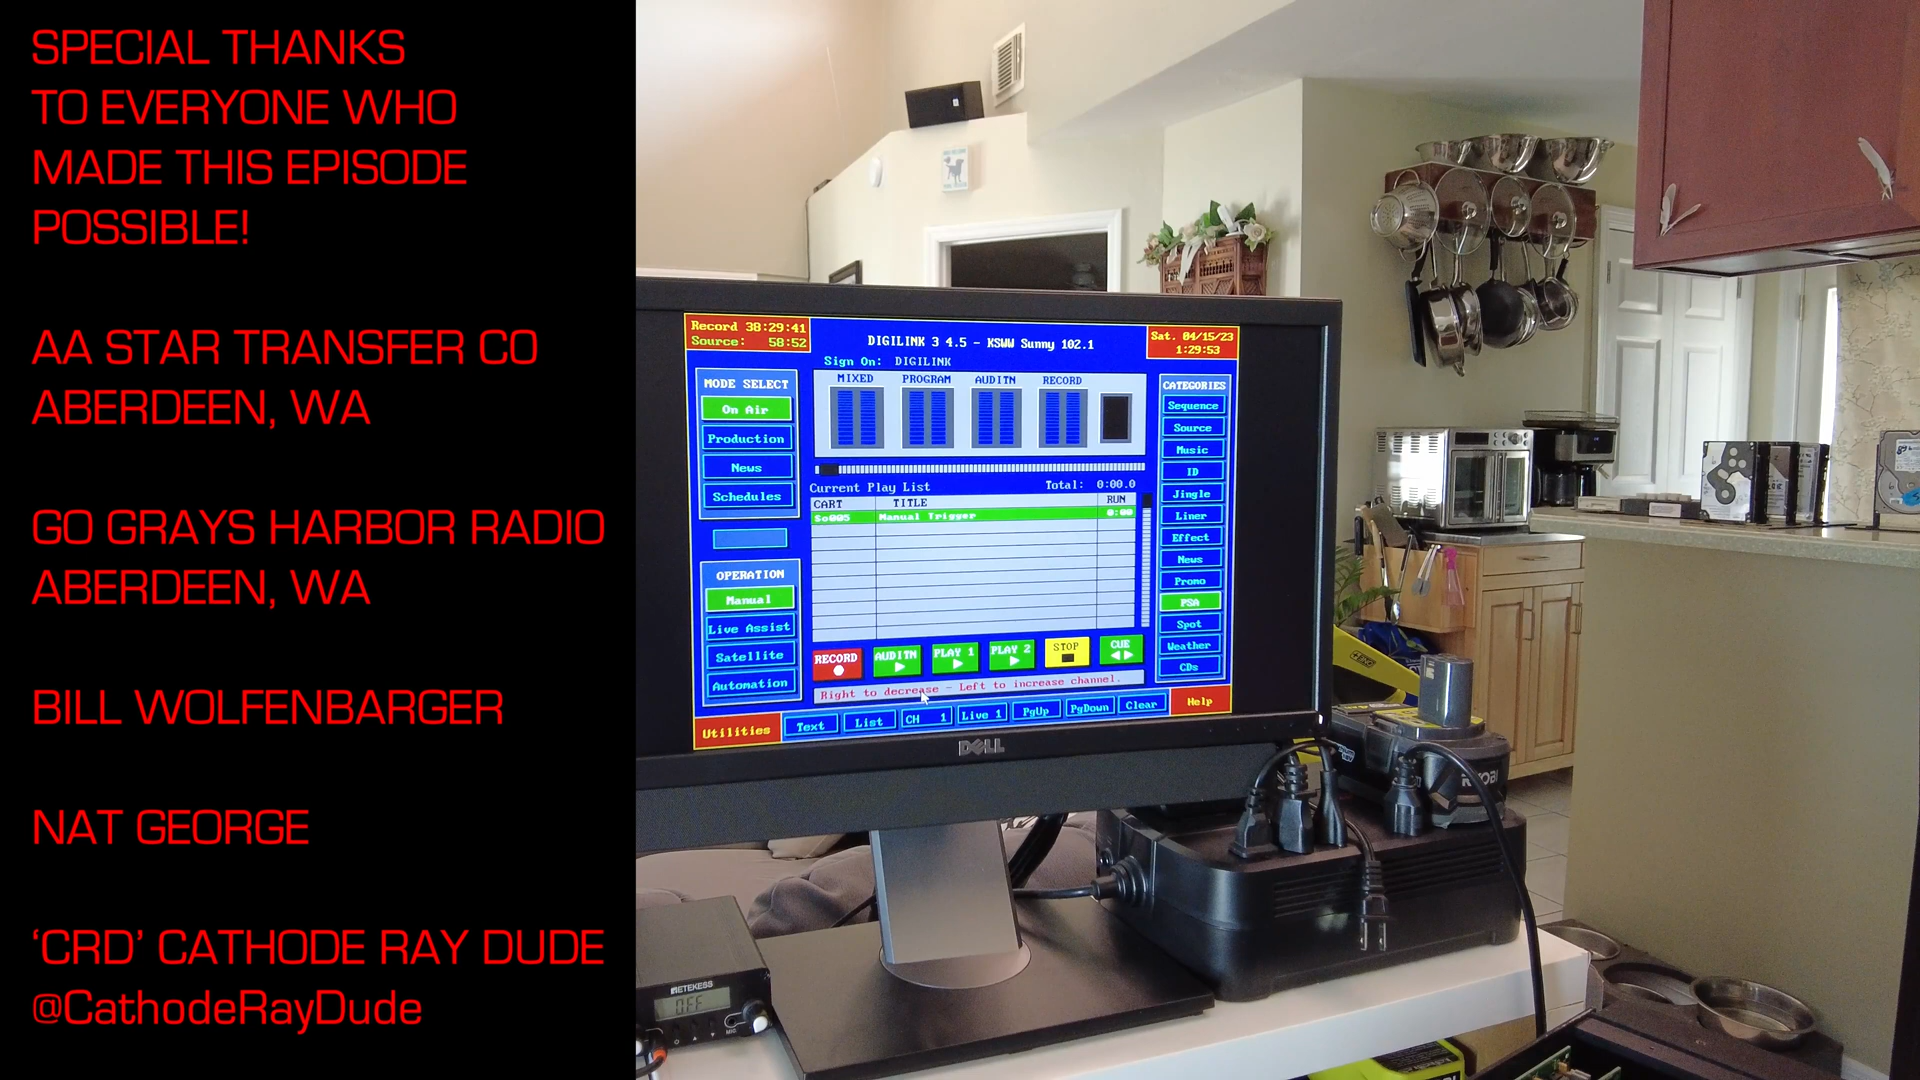 SPECIAL THANKS
TO EVERYONE WHO
MADE THIS EPISODE
POSSIBLE!
AA STAR TRANSFER CO
ABERDEEN, WA
GO GRAYS HARBOR RADIO
ABERDEEN, WA
BILL WOLFENBARGER
NAT GEORGE
‘CRD’ CATHODE RAY DUDE
@CathodeRayDude
Record 38:29:41
Source: 58:52
DIGILINK 3 4.5 - KSWW Sunny 102.1
Sign On: DIGILINK
Sat. 04/15/23
1:29:53
MODE SELECT
On Air
Production
News
Schedules
OPERATION
Manual
Live Assist
Satellite
Automation
MIXED PROGRAM AUDITN RECORD
Current Play List Total: 0:00.0
CART TITLE RUN
So005 Manual Trigger 0:00
RECORD AUDITN PLAY 1 PLAY 2 STOP CUE
Right to decrease - Left to increase channel.
CATEGORIES
Sequence
Source
Music
ID
Jingle
Liner
Effect
News
Promo
PSA
Spot
Weather
CDs
Utilities Text List CH 1 Live 1 PgUp PgDown Clear Help
DELL
RYOBI
RETEKESS
OFF